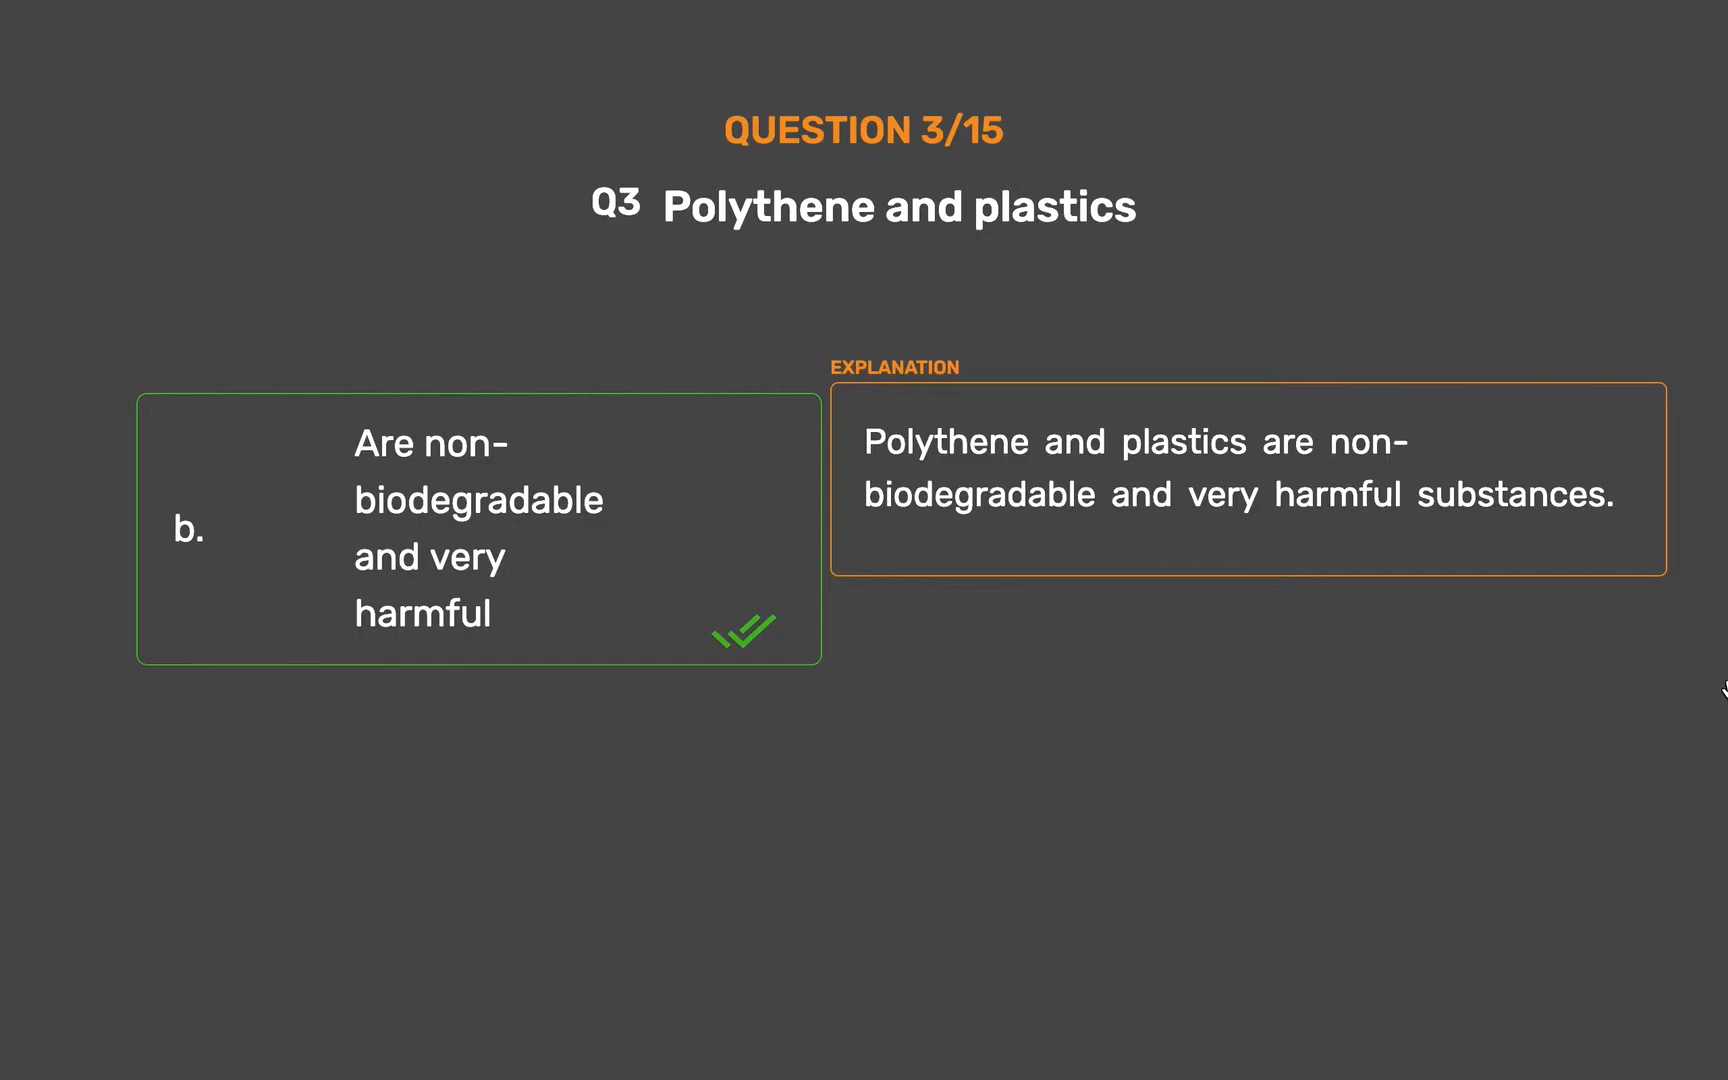 QUESTION 3/15
Q3 Polythene and plastics
b.
Are non-
biodegradable
and very
harmful
EXPLANATION
Polythene and plastics are non-
biodegradable and very harmful substances.